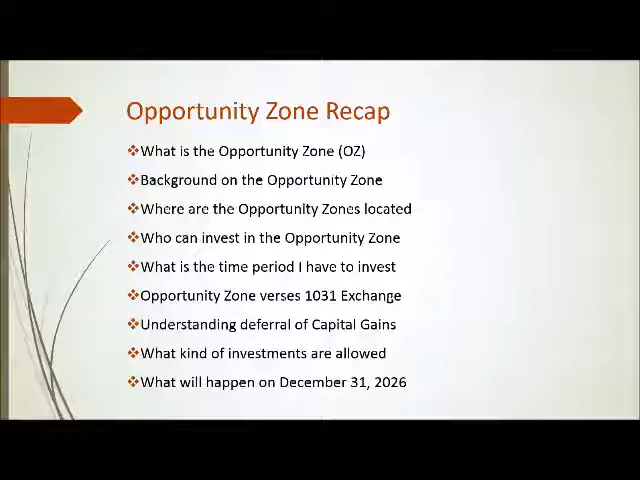 Opportunity Zone Recap
What is the Opportunity Zone (OZ)
Background on the Opportunity Zone
Where are the Opportunity Zones located
Who can invest in the Opportunity Zone
What is the time period I have to invest
Opportunity Zone verses 1031 Exchange
Understanding deferral of Capital Gains
What kind of investments are allowed
What will happen on December 31, 2026